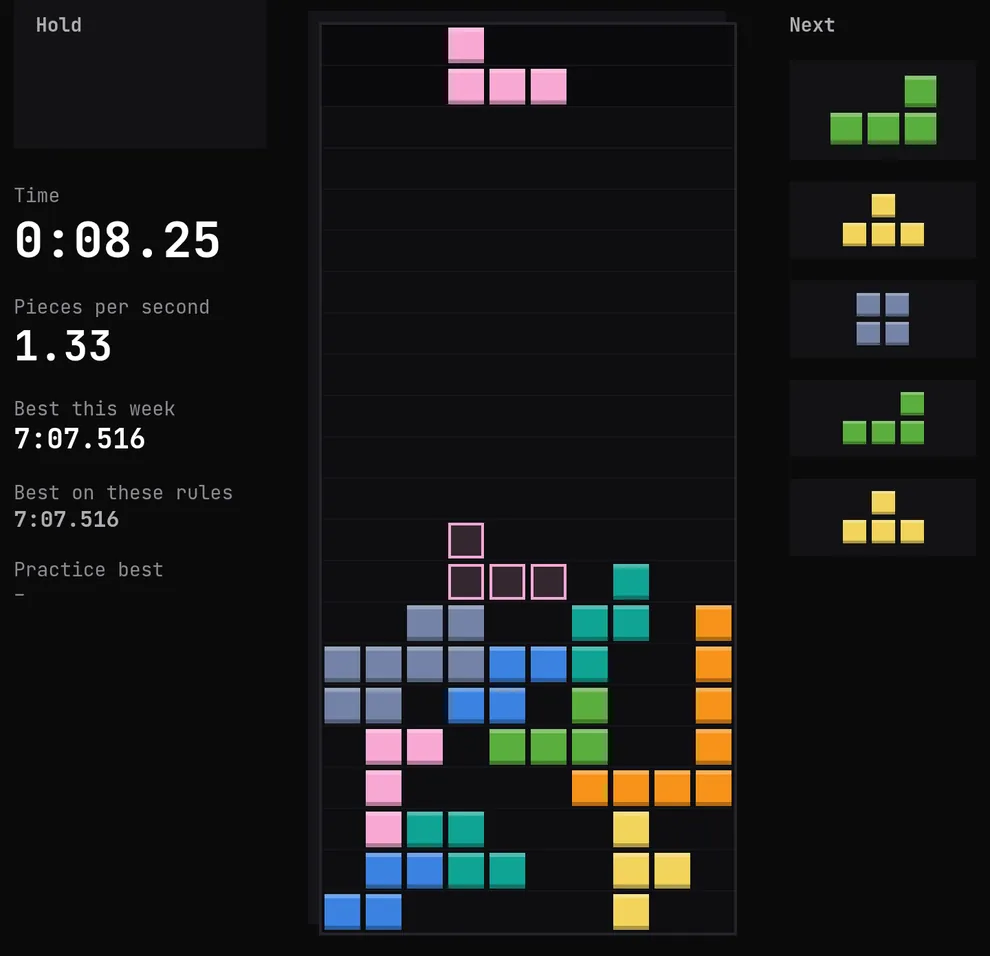 Hold
Time
0:08.25
Pieces per second
1.33
Best this week
7:07.516
Best on these rules
7:07.516
Practice best
–
Next